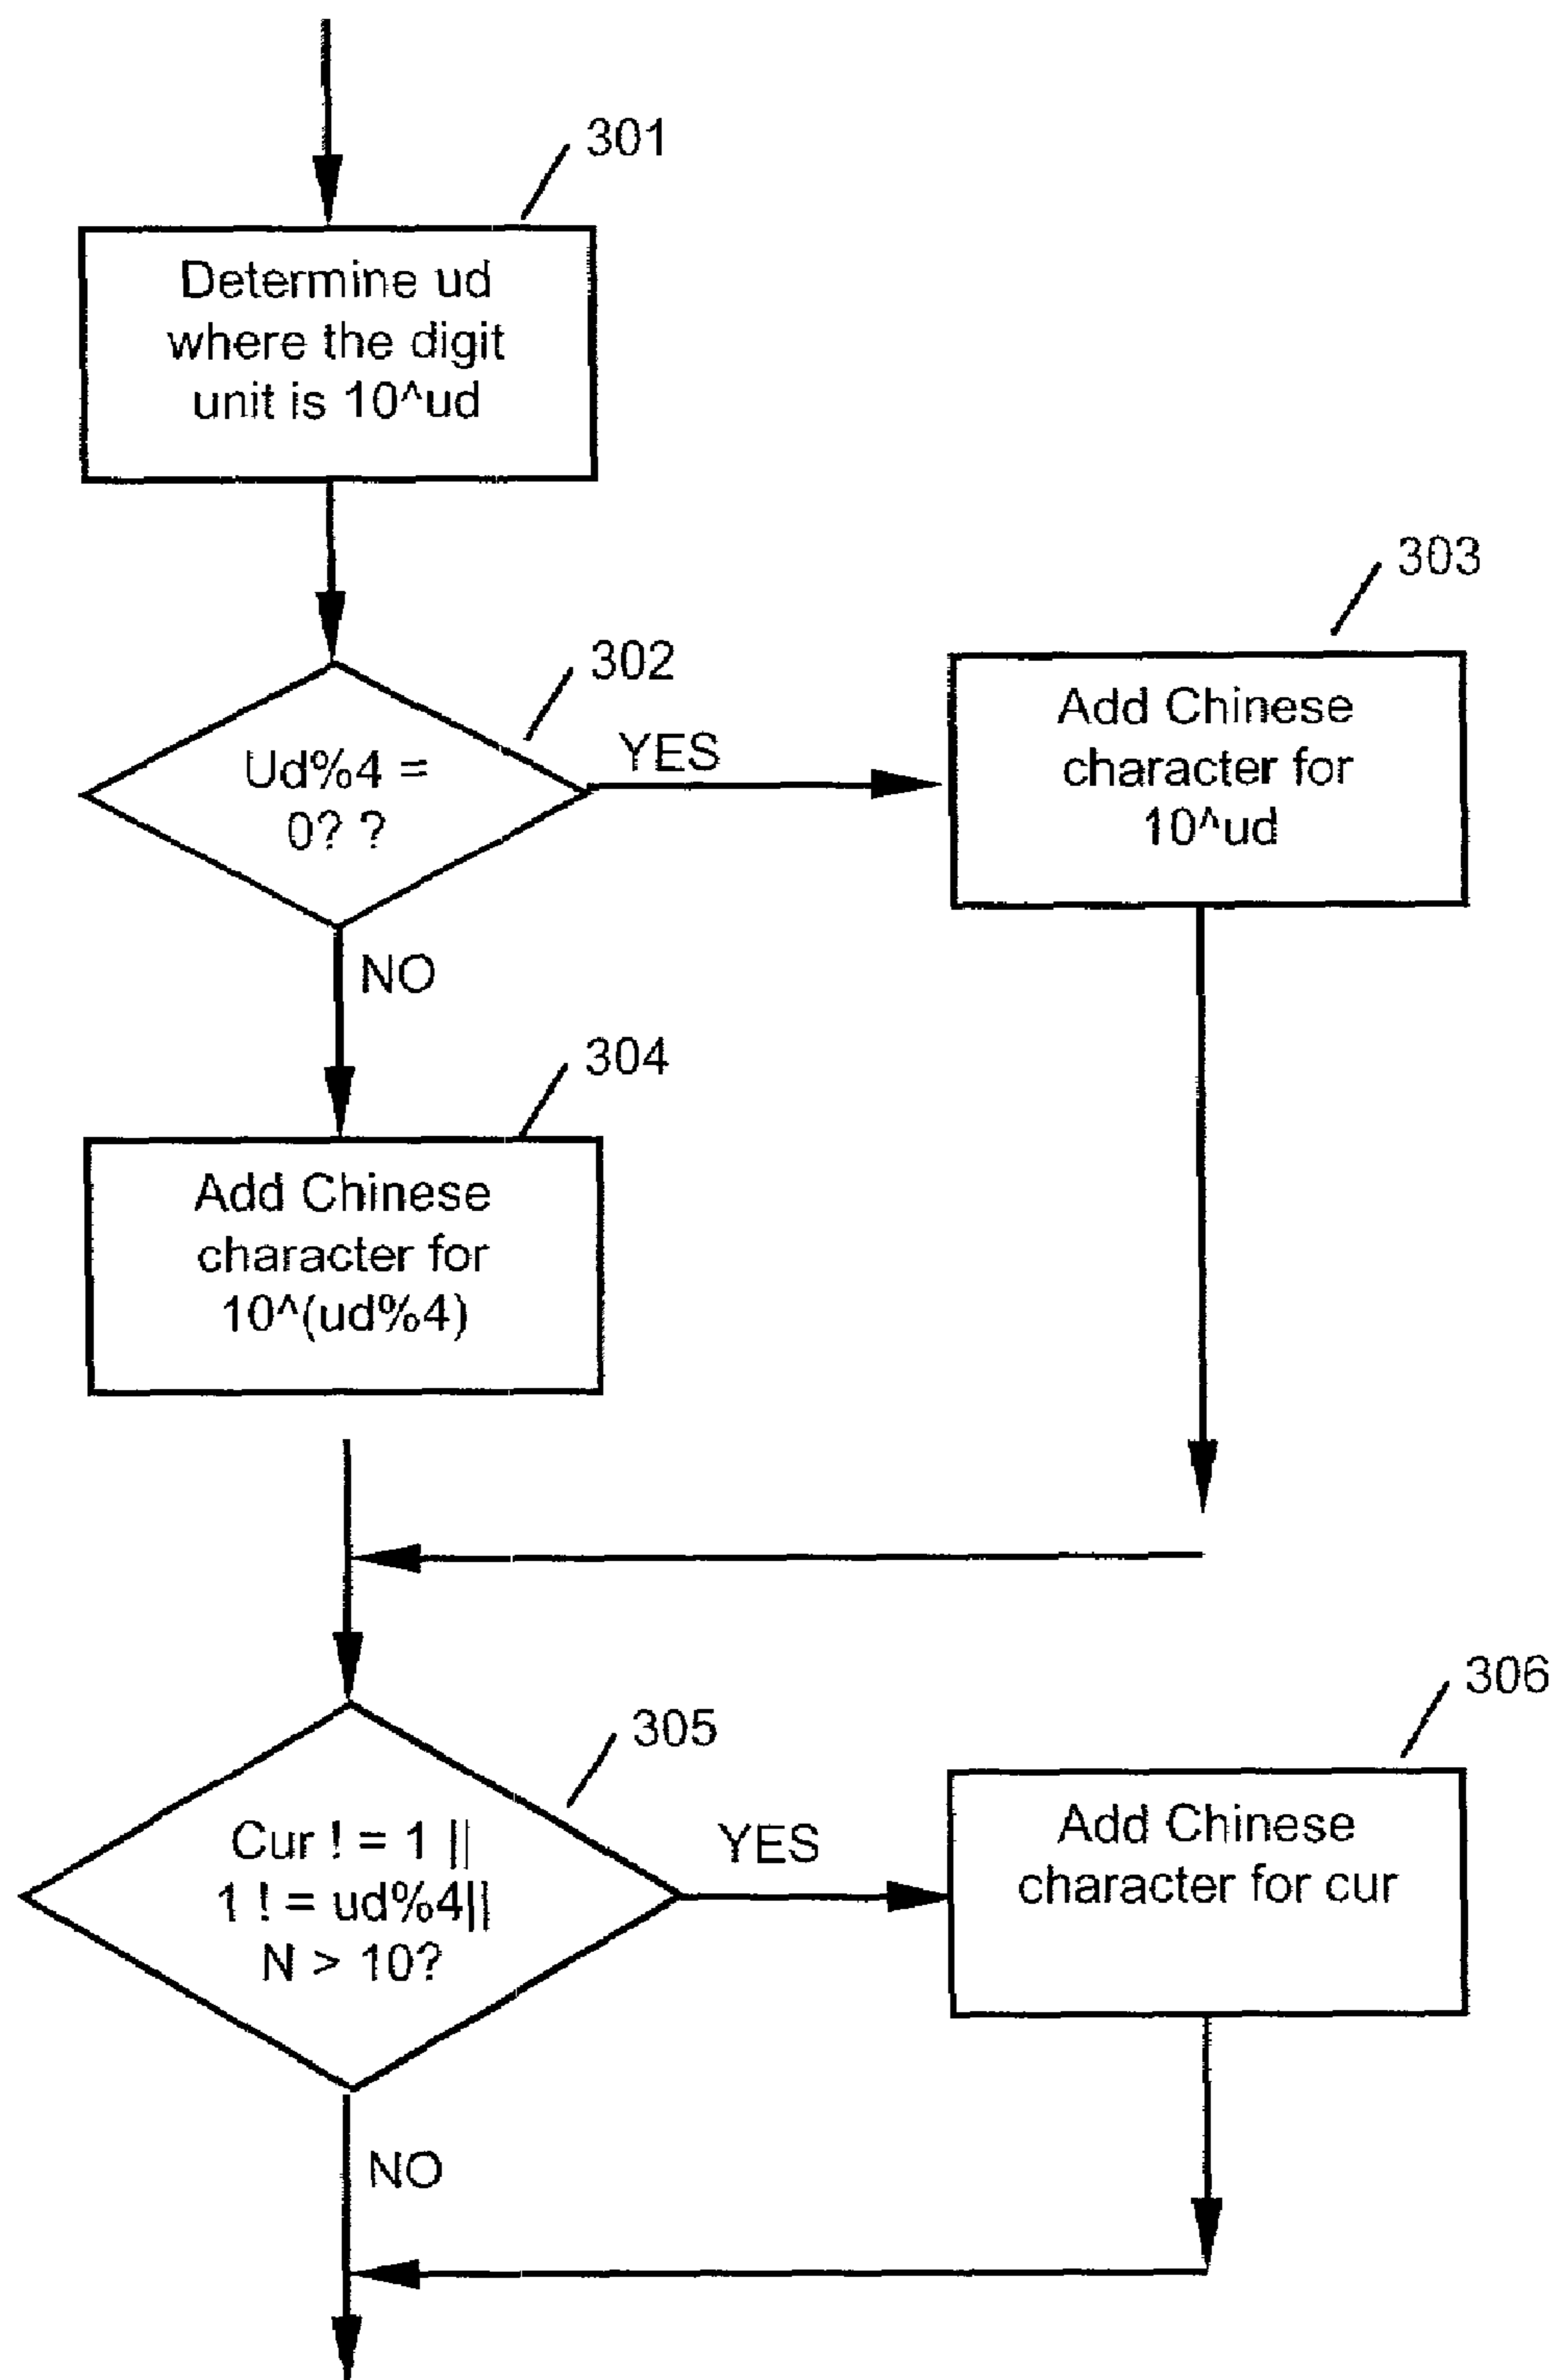 301
Determine ud
where the digit
unit is 10^ud
302
Ud%4 =
0? ?
YES
NO
303
Add Chinese
character for
10^ud
304
Add Chinese
character for
10^(ud%4)
305
Cur ! = 1 ||
1 ! = ud%4||
N > 10?
YES
NO
306
Add Chinese
character for cur